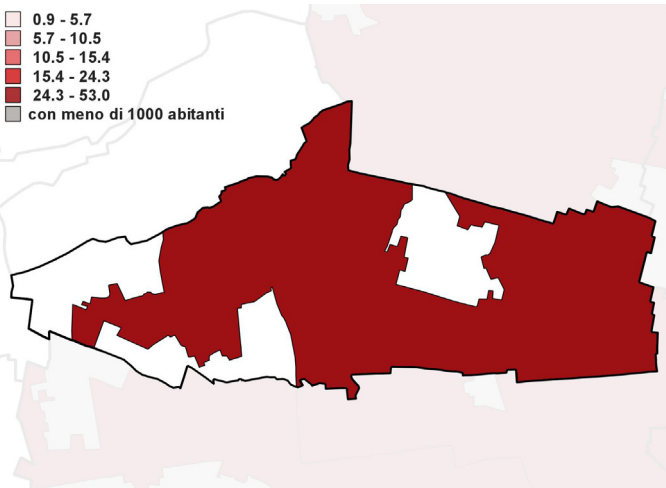 0.9 - 5.7
5.7 - 10.5
10.5 - 15.4
15.4 - 24.3
24.3 - 53.0
con meno di 1000 abitanti